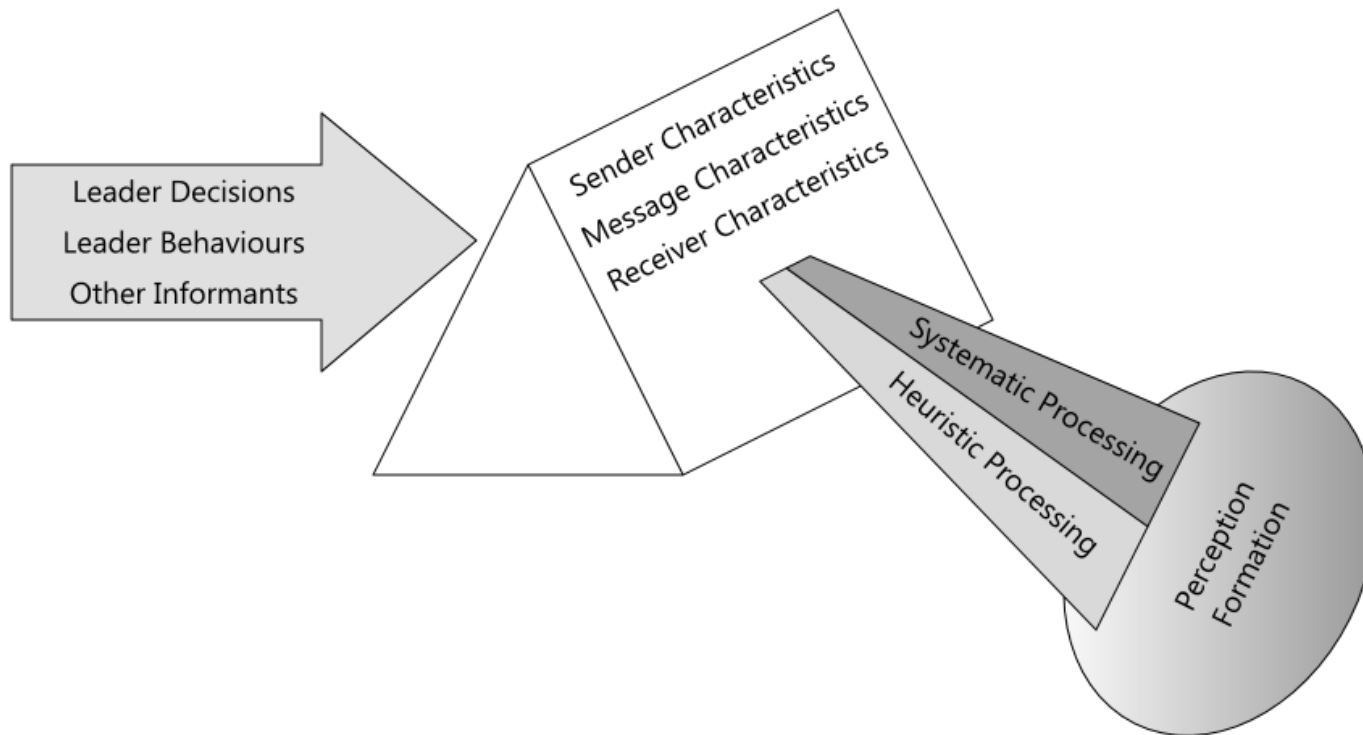 Leader Decisions
Leader Behaviours
Other Informants
Sender Characteristics
Message Characteristics
Receiver Characteristics
Systematic Processing
Heuristic Processing
Perception
Formation